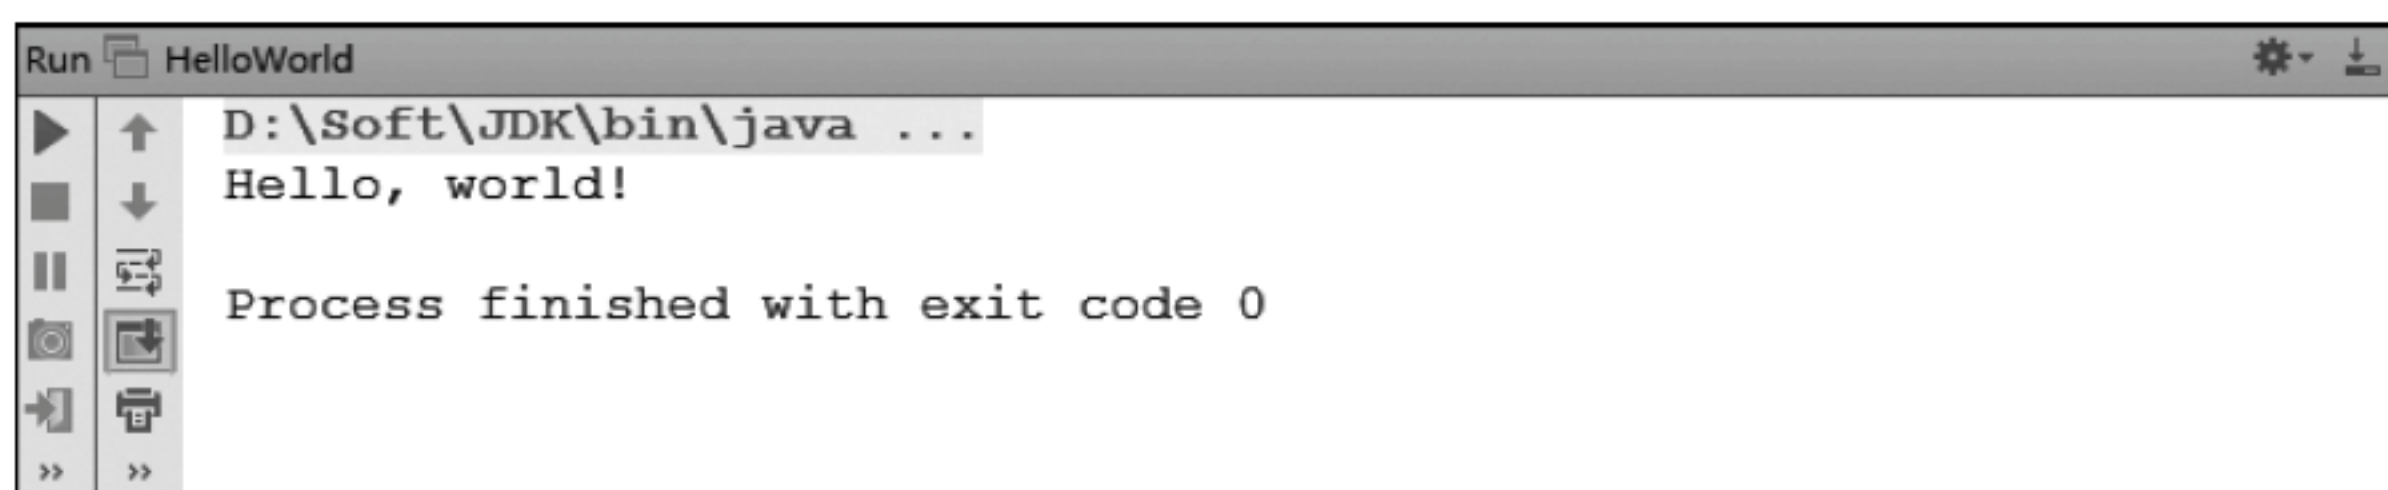 Run HelloWorld
D:\Soft\JDK\bin\java ...
Hello, world!
Process finished with exit code 0